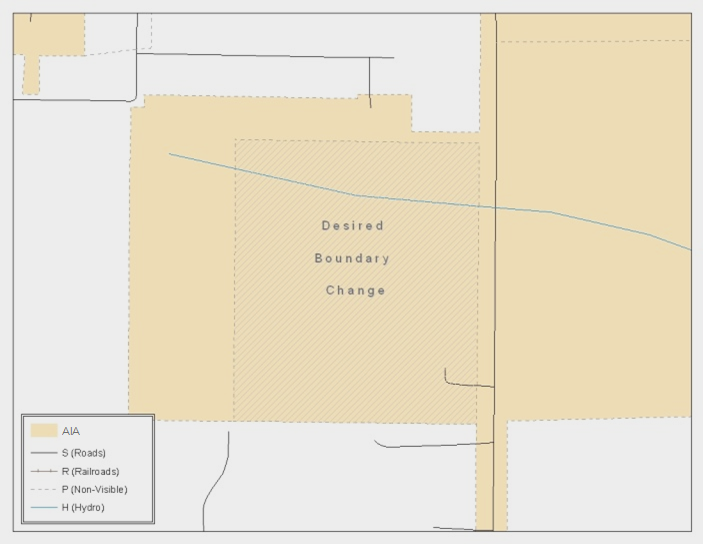 Desired
Boundary
Change
AIA
S (Roads)
R (Railroads)
P (Non-Visible)
H (Hydro)